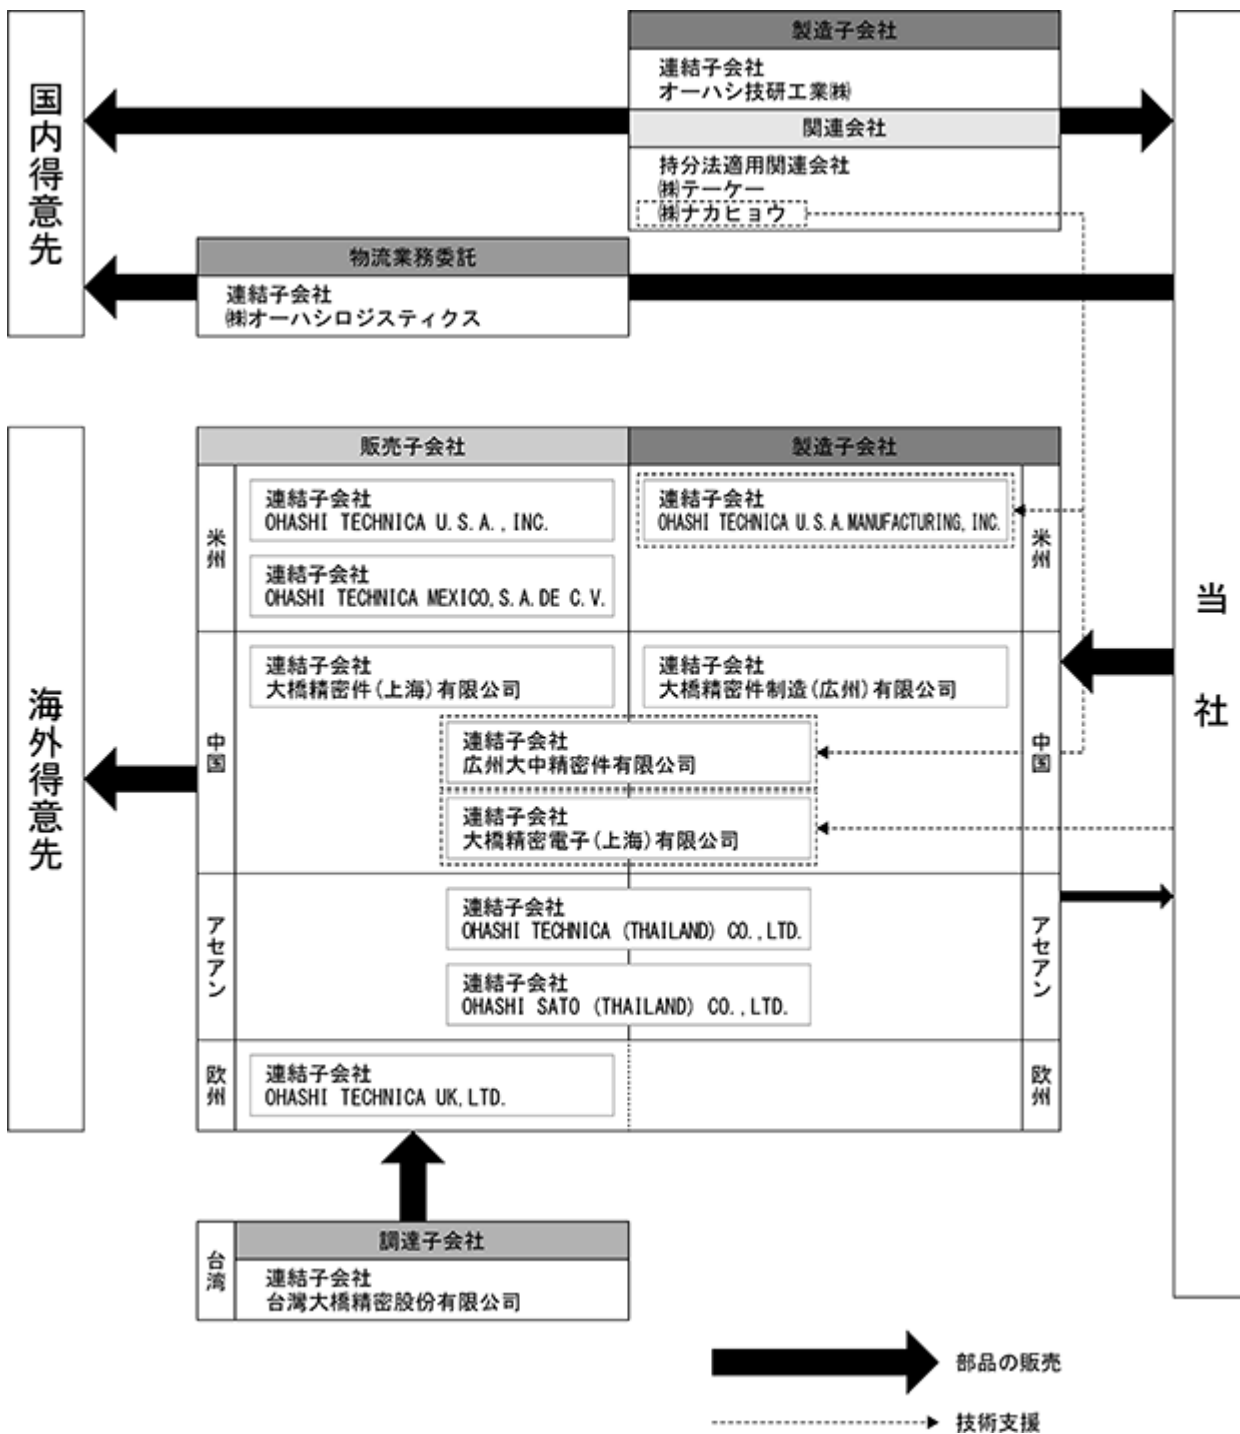 国内得意先
製造子会社
連結子会社
オーハシ技研工業㈱
関連会社
持分法適用関連会社
㈱テーケー
㈱ナカヒョウ
物流業務委託
連結子会社
㈱オーハシロジスティクス
当社
海外得意先
販売子会社
製造子会社
米州
連結子会社
OHASHI TECHNICA U.S.A., INC.
連結子会社
OHASHI TECHNICA MEXICO, S.A. DE C.V.
連結子会社
OHASHI TECHNICA U.S.A. MANUFACTURING, INC.
米州
中国
連結子会社
大橋精密件(上海)有限公司
連結子会社
大橋精密件制造(広州)有限公司
連結子会社
広州大中精密件有限公司
連結子会社
大橋精密電子(上海)有限公司
中国
アセアン
連結子会社
OHASHI TECHNICA (THAILAND) CO., LTD.
連結子会社
OHASHI SATO (THAILAND) CO., LTD.
アセアン
欧州
連結子会社
OHASHI TECHNICA UK, LTD.
欧州
台湾
調達子会社
連結子会社
台灣大橋精密股份有限公司
部品の販売
技術支援